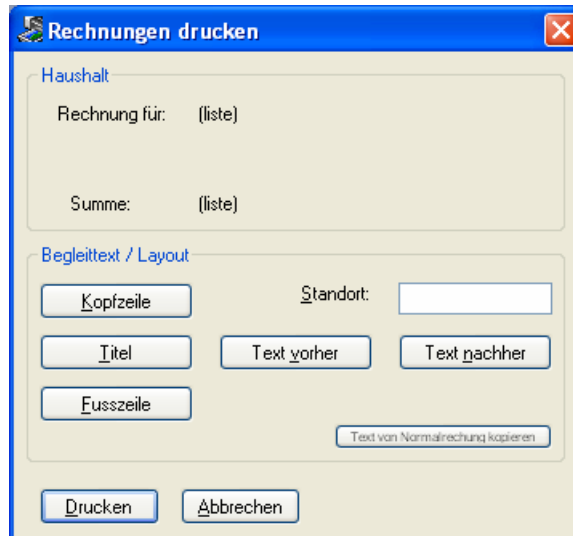 Rechnungen drucken
Haushalt
Rechnung für: (liste)
Summe: (liste)
Begleittext / Layout
Kopfzeile Standort:
Titel Text vorher Text nachher
Fusszeile
Text von Normalrechung kopieren
Drucken Abbrechen